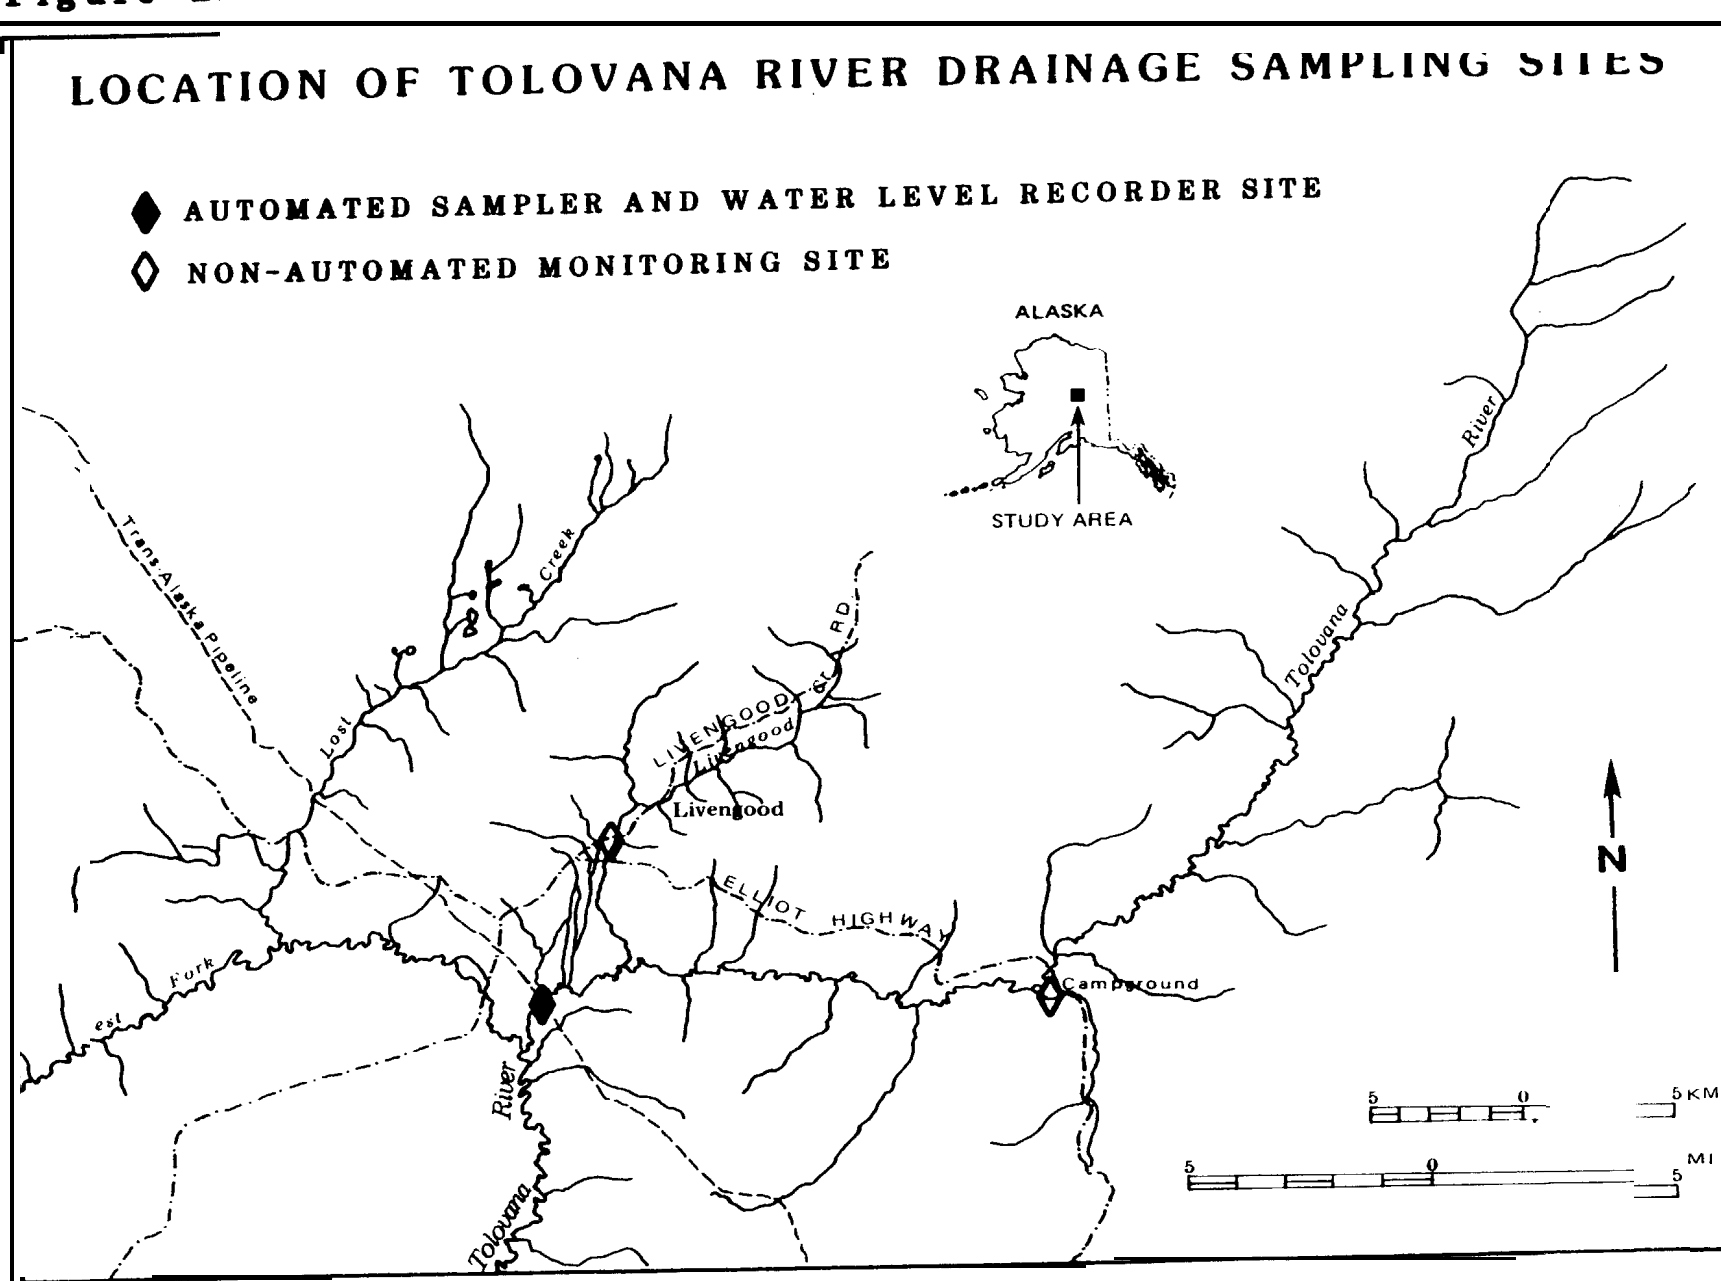 Figure
LOCATION OF TOLOVANA RIVER DRAINAGE SAMPLING SITES
AUTOMATED SAMPLER AND WATER LEVEL RECORDER SITE
NON-AUTOMATED MONITORING SITE
ALASKA
STUDY AREA
River
Tolovana
Trans-Alaska Pipeline
Creek
Lost
LIVENGOOD RD.
Livengood
Livengood
ELLIOT HIGHWAY
N
Fork
est
Campground
River
Tolovana
5 0 5 KM
5 0 5 MI